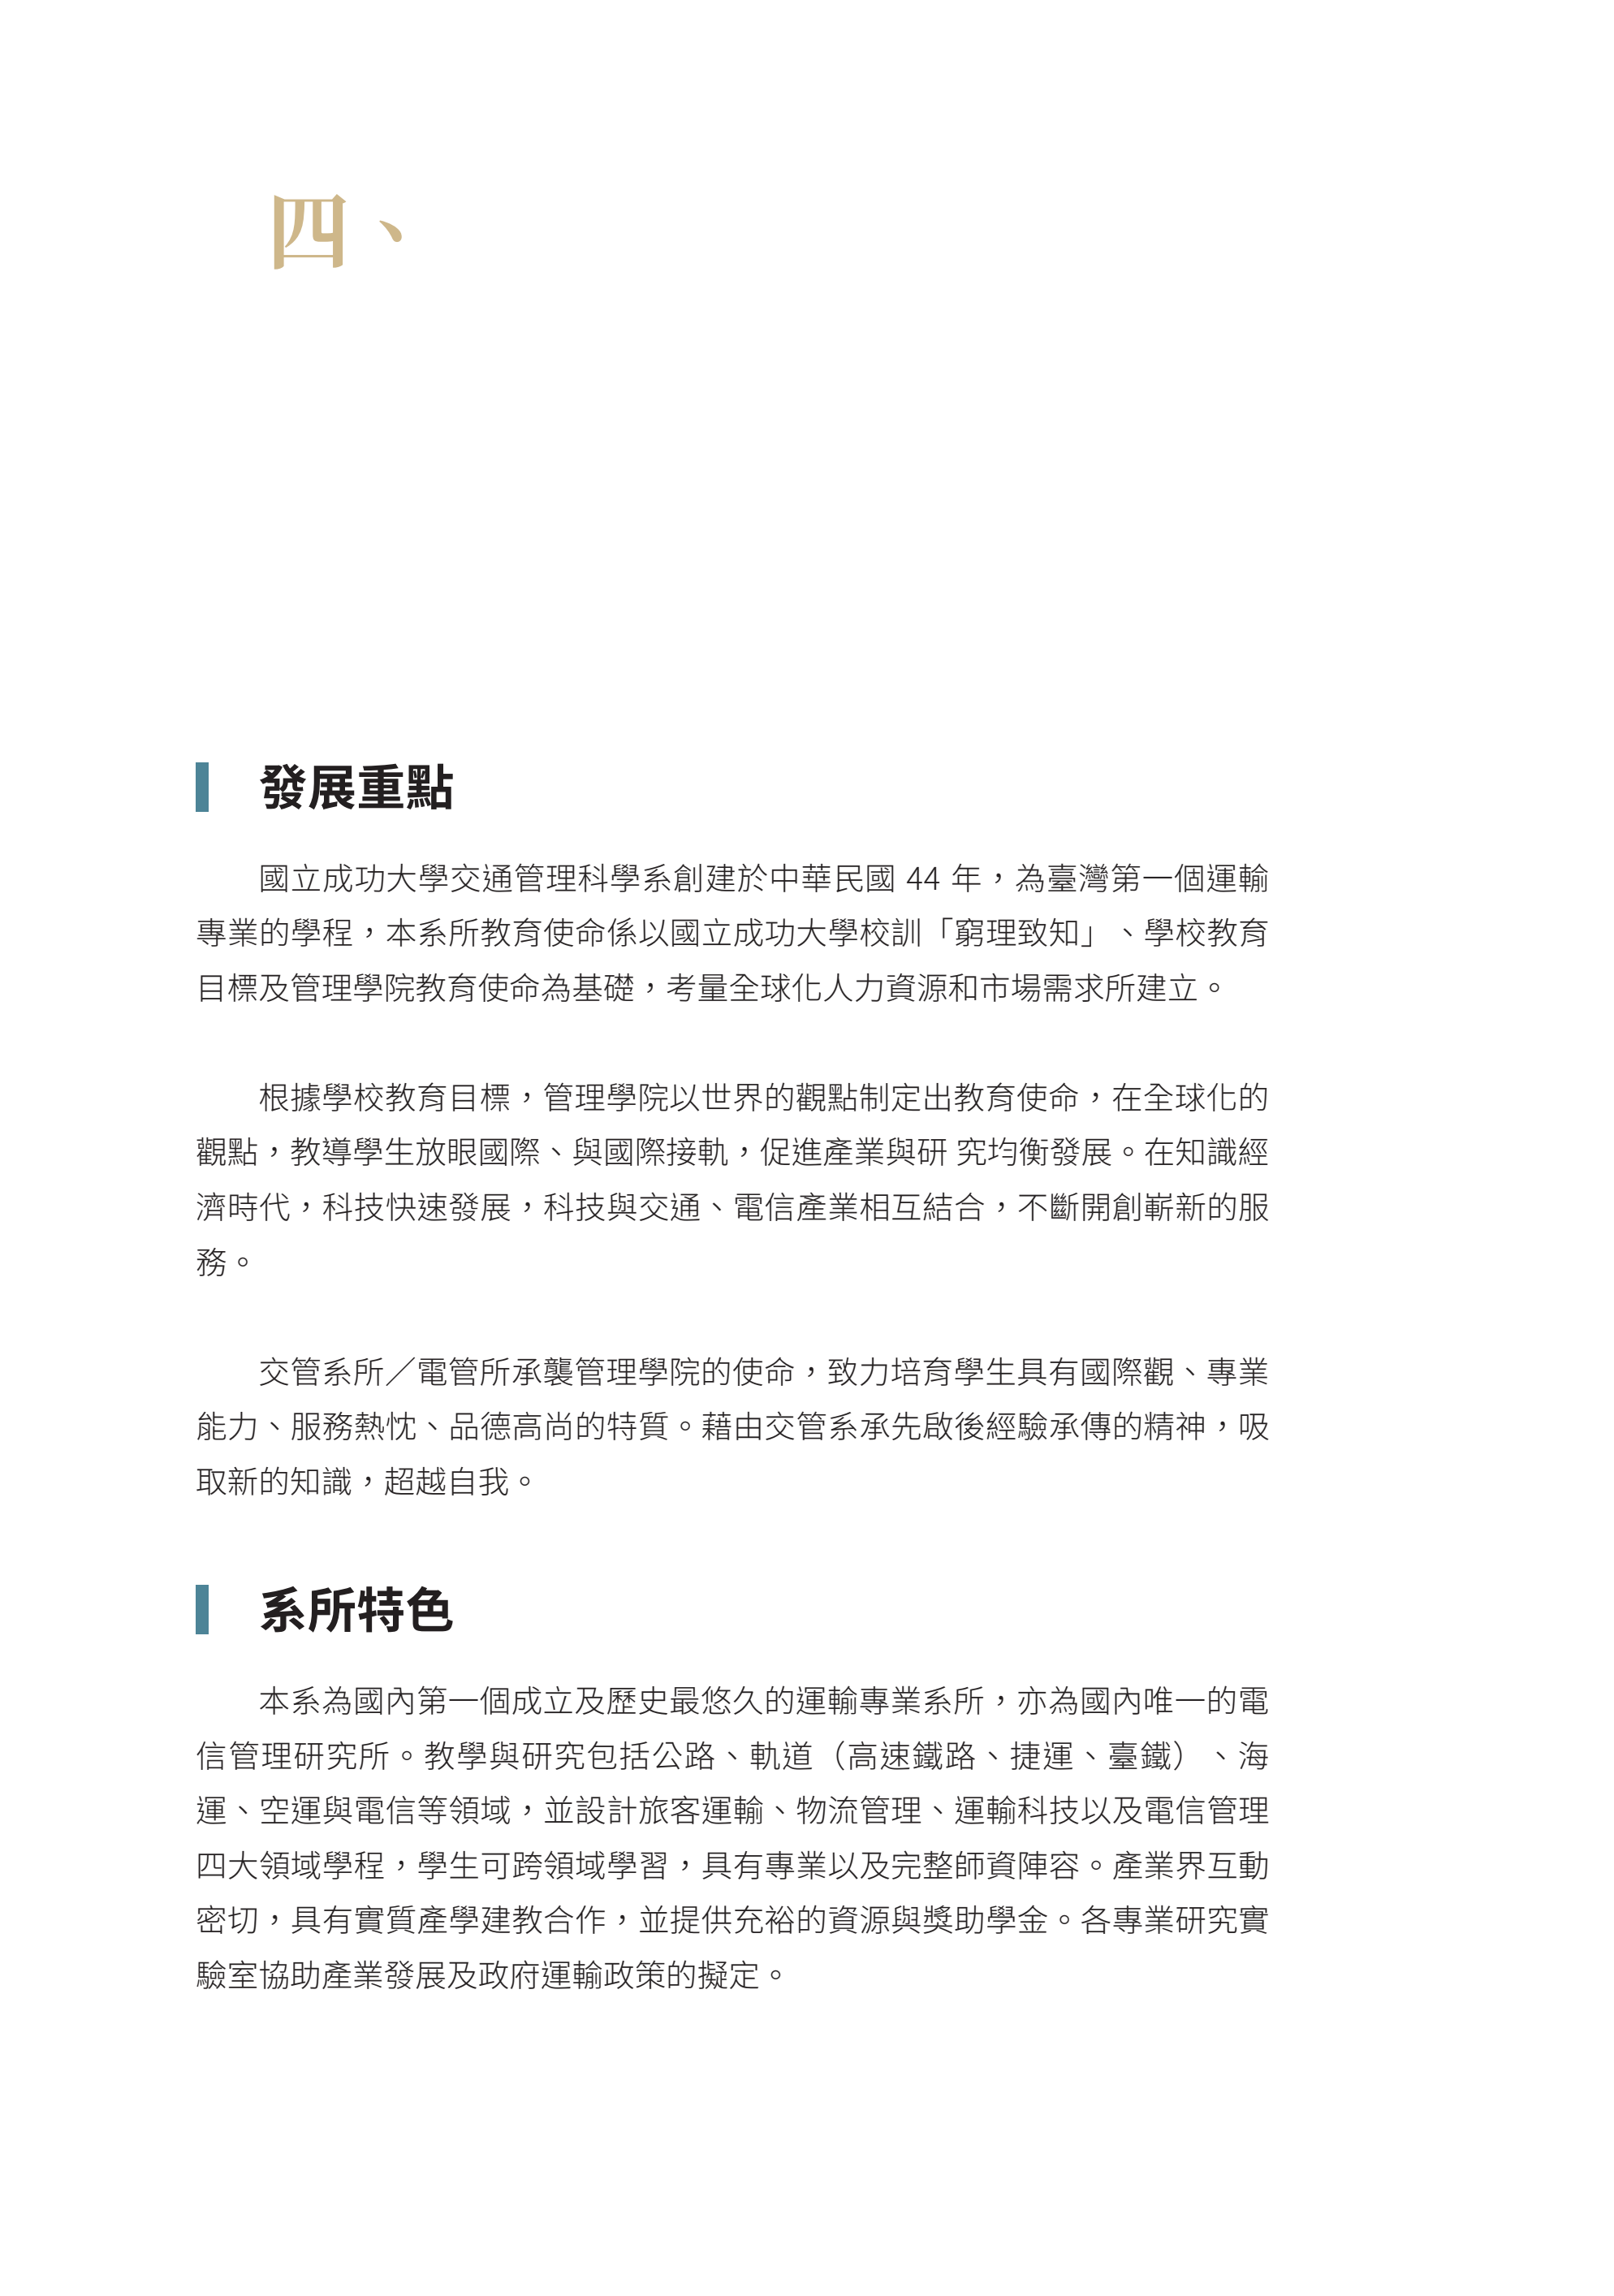 四、
發展重點
國立成功大學交通管理科學系創建於中華民國 44 年，為臺灣第一個運輸
專業的學程，本系所教育使命係以國立成功大學校訓「窮理致知」、學校教育
目標及管理學院教育使命為基礎，考量全球化人力資源和市場需求所建立。
根據學校教育目標，管理學院以世界的觀點制定出教育使命，在全球化的
觀點，教導學生放眼國際、與國際接軌，促進產業與研 究均衡發展。在知識經
濟時代，科技快速發展，科技與交通、電信產業相互結合，不斷開創嶄新的服
務。
交管系所／電管所承襲管理學院的使命，致力培育學生具有國際觀、專業
能力、服務熱忱、品德高尚的特質。藉由交管系承先啟後經驗承傳的精神，吸
取新的知識，超越自我。
系所特色
本系為國內第一個成立及歷史最悠久的運輸專業系所，亦為國內唯一的電
信管理研究所。教學與研究包括公路、軌道（高速鐵路、捷運、臺鐵）、海
運、空運與電信等領域，並設計旅客運輸、物流管理、運輸科技以及電信管理
四大領域學程，學生可跨領域學習，具有專業以及完整師資陣容。產業界互動
密切，具有實質產學建教合作，並提供充裕的資源與獎助學金。各專業研究實
驗室協助產業發展及政府運輸政策的擬定。